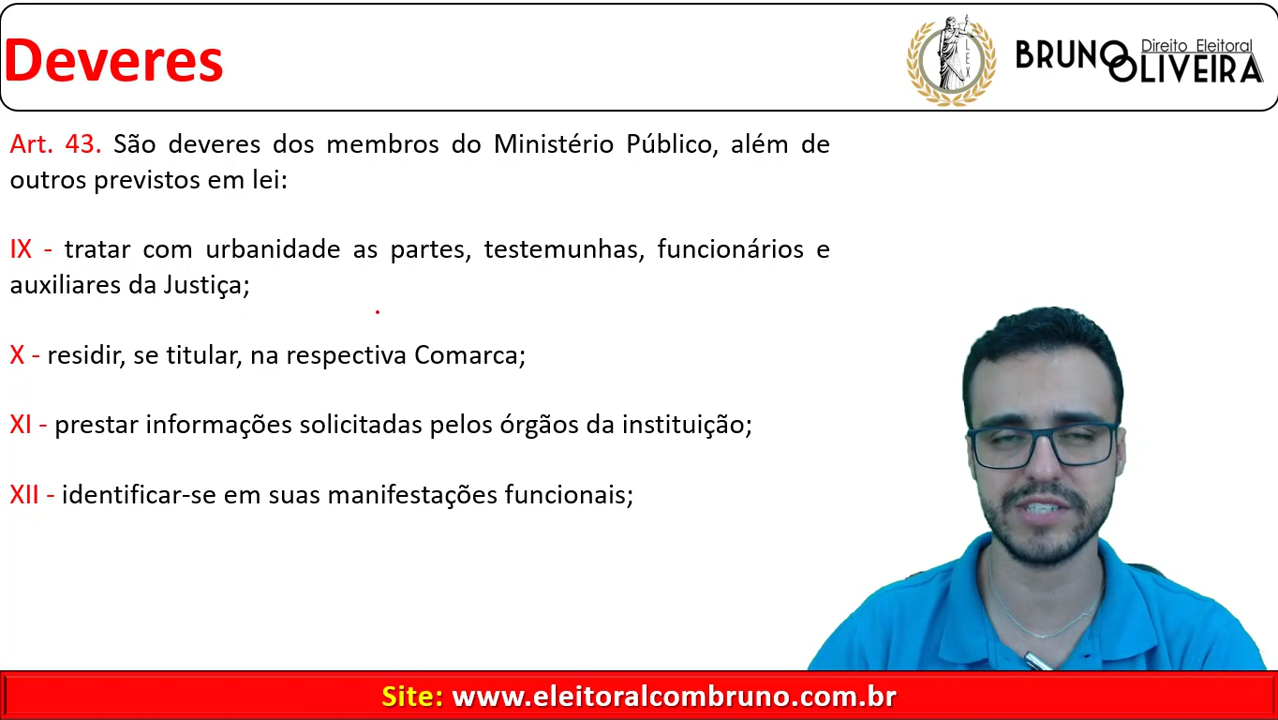 Deveres
BRUNO Direito Eleitoral
OLIVEIRA
LEX
Art. 43. São deveres dos membros do Ministério Público, além de
outros previstos em lei:
IX - tratar com urbanidade as partes, testemunhas, funcionários e
auxiliares da Justiça;
X - residir, se titular, na respectiva Comarca;
XI - prestar informações solicitadas pelos órgãos da instituição;
XII - identificar-se em suas manifestações funcionais;
Site: www.eleitoralcombruno.com.br